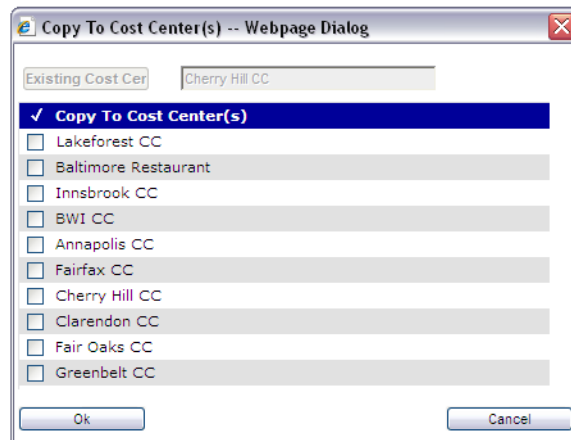 Copy To Cost Center(s) -- Webpage Dialog
Existing Cost Cer Cherry Hill CC
✓ Copy To Cost Center(s)
Lakeforest CC
Baltimore Restaurant
Innsbrook CC
BWI CC
Annapolis CC
Fairfax CC
Cherry Hill CC
Clarendon CC
Fair Oaks CC
Greenbelt CC
Ok Cancel